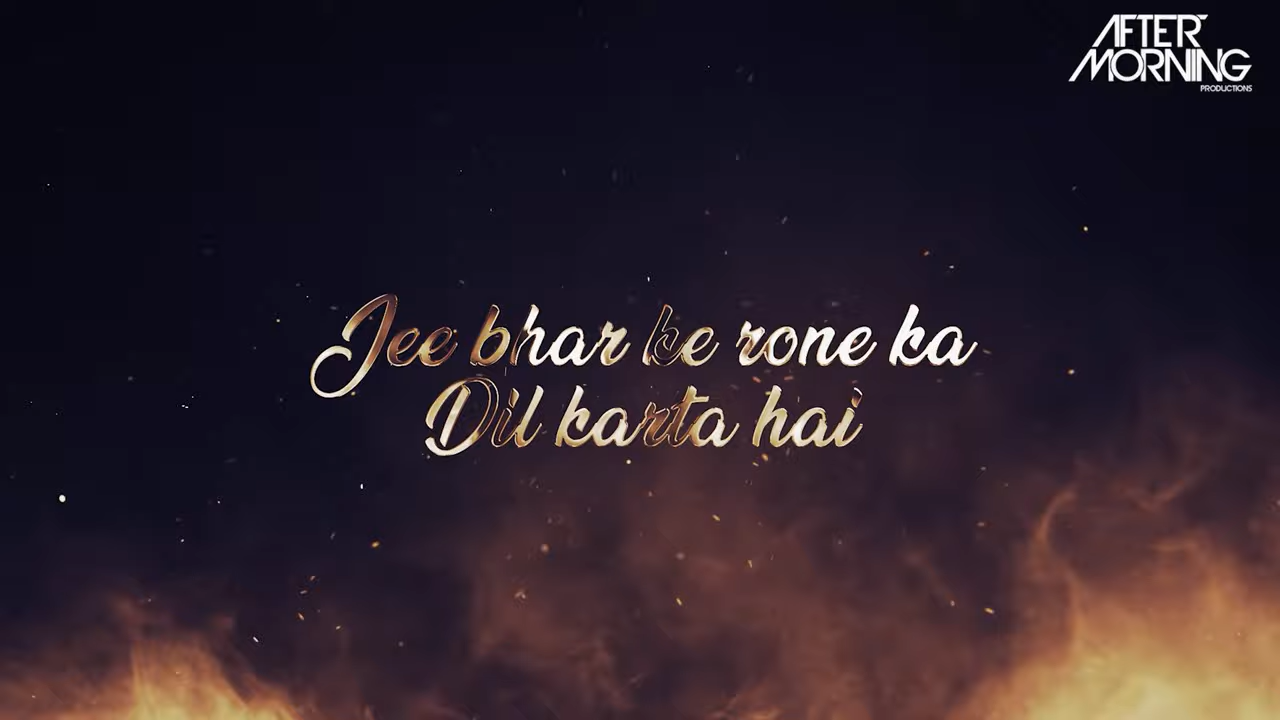 AFTER
MORNING
PRODUCTIONS
Jee bhar ke rone ka
Dil karta hai